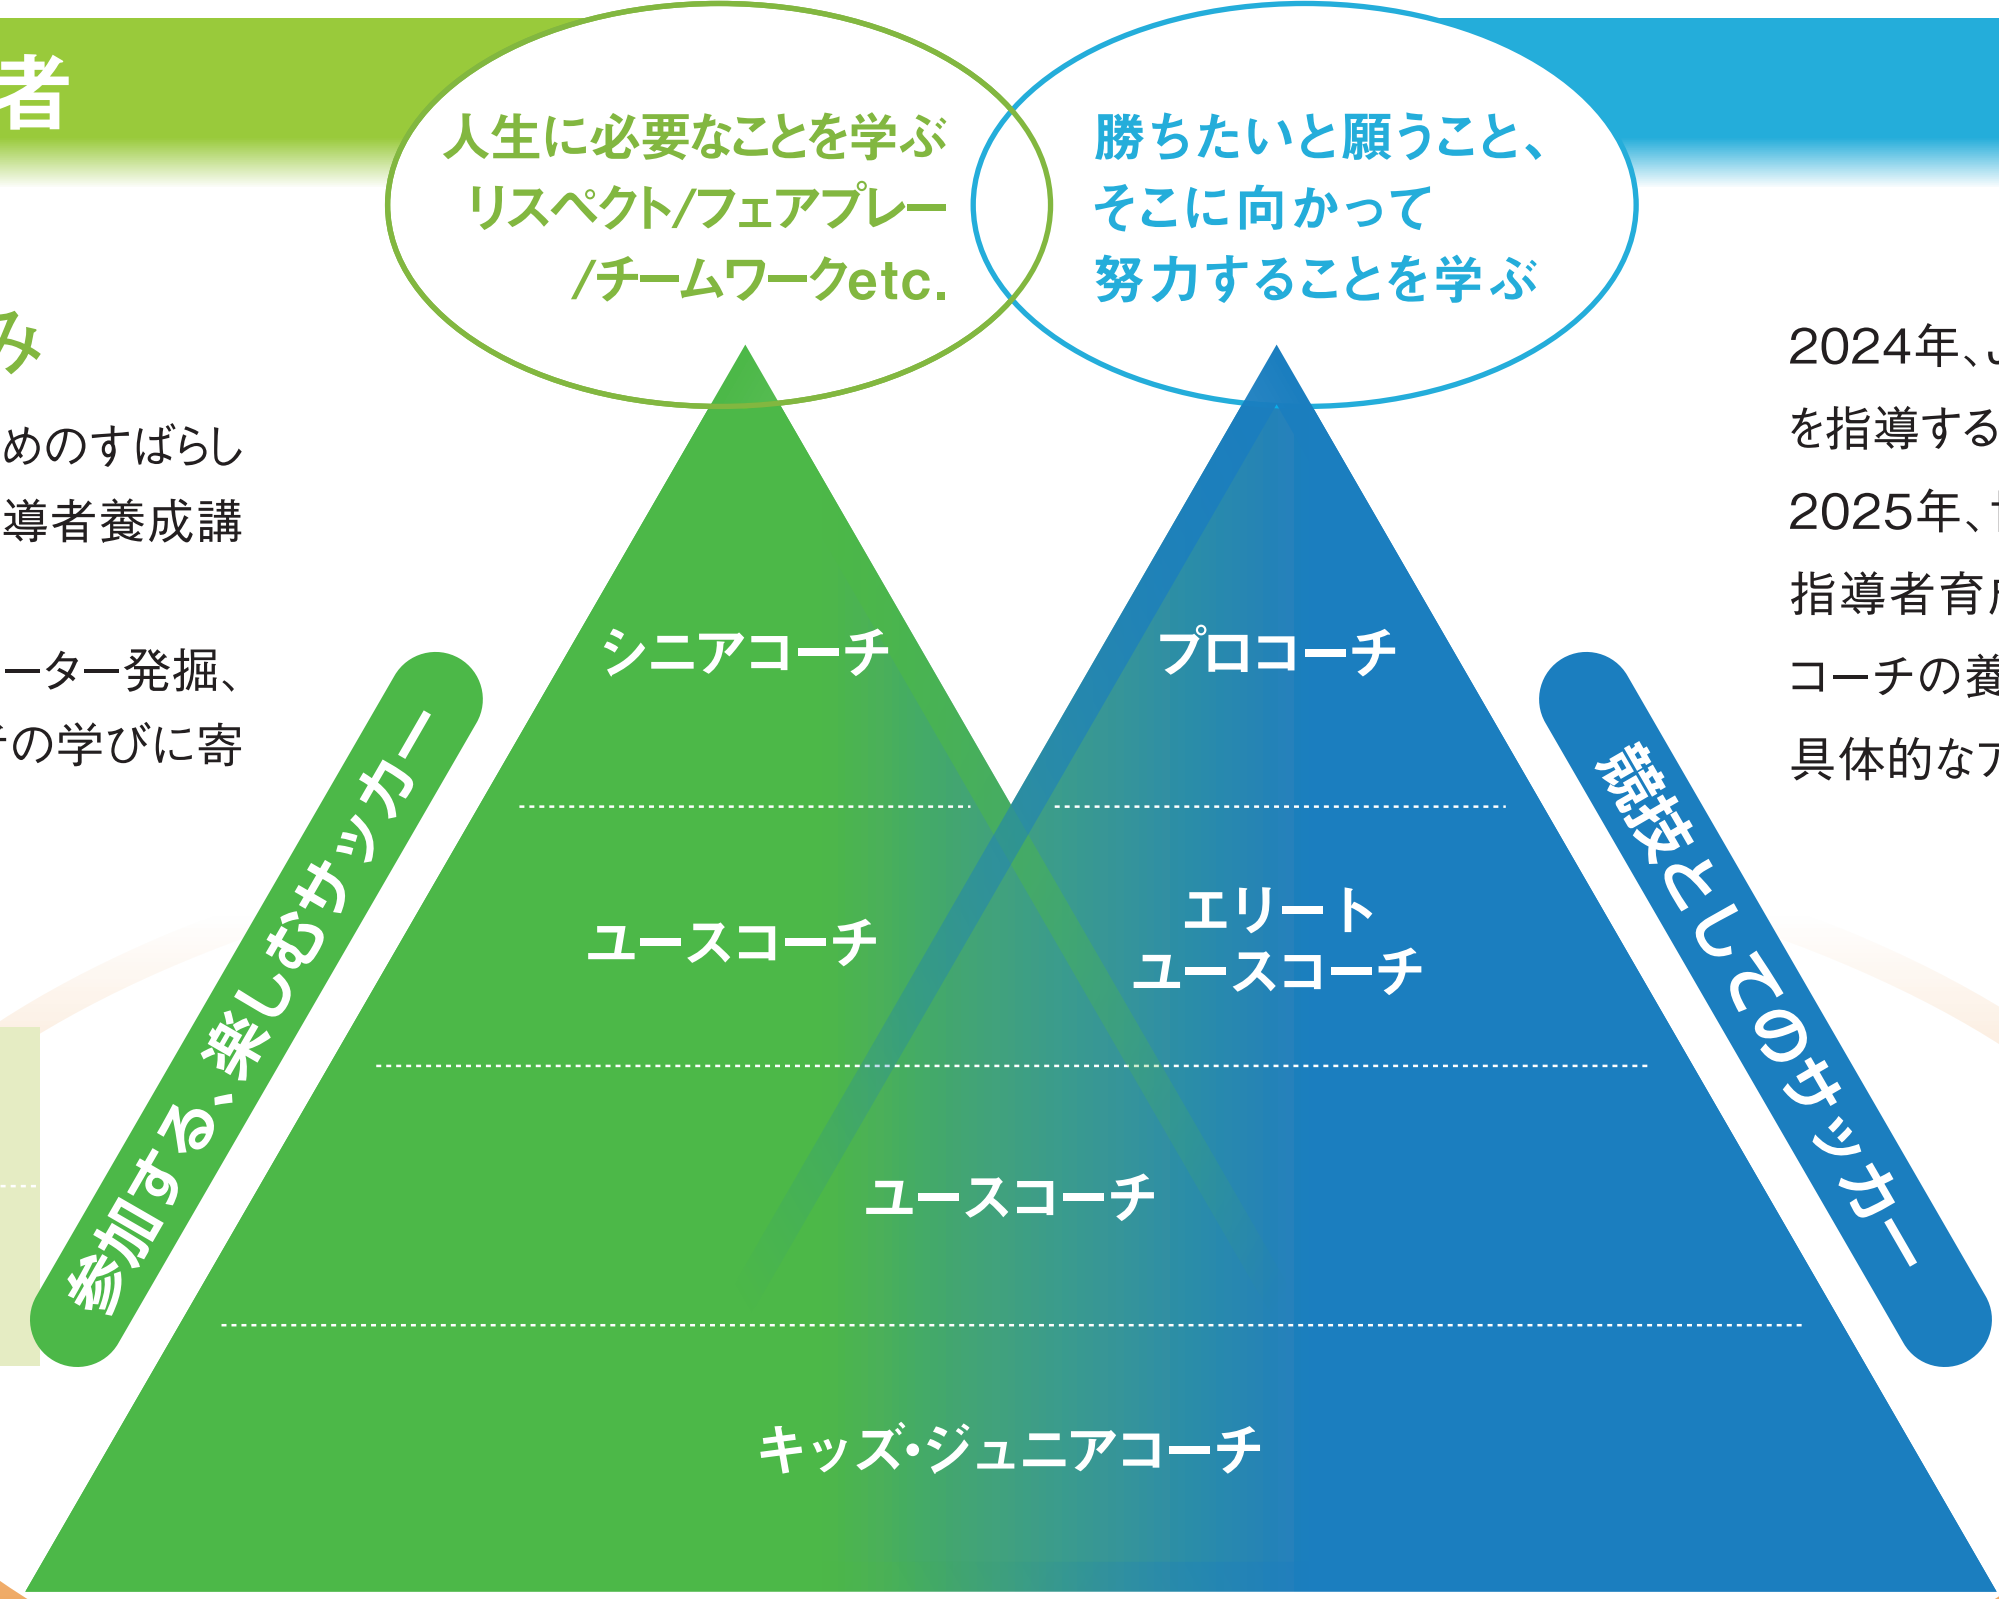 者
人生に必要なことを学ぶ
リスペクト/フェアプレー
/チームワークetc.
勝ちたいと願うこと、
そこに向かって
努力することを学ぶ
み
めのすばらし
導者養成講
ーター発掘、
の学びに寄
2024年、J
を指導する
2025年、
指導者育成
コーチの養
具体的なア
参加する、楽しむサッカー
競技としてのサッカー
シニアコーチ
プロコーチ
ユースコーチ
エリート
ユースコーチ
ユースコーチ
キッズ・ジュニアコーチ